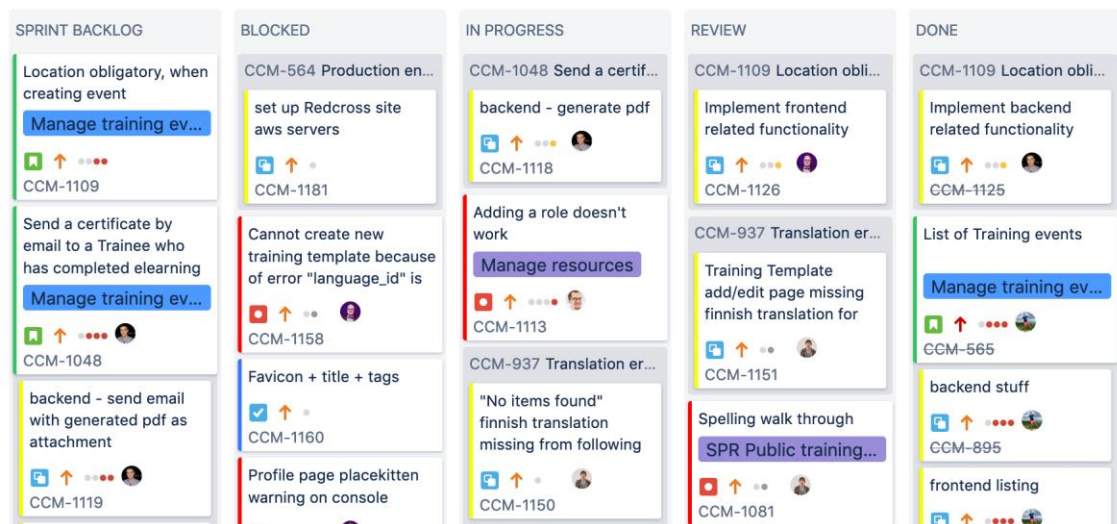 SPRINT BACKLOG
Location obligatory, when
creating event
Manage training ev...
CCM-1109
Send a certificate by
email to a Trainee who
has completed elearning
Manage training ev...
CCM-1048
backend - send email
with generated pdf as
attachment
CCM-1119
BLOCKED
CCM-564 Production en...
set up Redcross site
aws servers
CCM-1181
Cannot create new
training template because
of error "language_id" is
CCM-1158
Favicon + title + tags
CCM-1160
Profile page placekitten
warning on console
IN PROGRESS
CCM-1048 Send a certif...
backend - generate pdf
CCM-1118
Adding a role doesn't
work
Manage resources
CCM-1113
CCM-937 Translation er...
"No items found"
finnish translation
missing from following
CCM-1150
REVIEW
CCM-1109 Location obli...
Implement frontend
related functionality
CCM-1126
CCM-937 Translation er...
Training Template
add/edit page missing
finnish translation for
CCM-1151
Spelling walk through
SPR Public training...
CCM-1081
DONE
CCM-1109 Location obli...
Implement backend
related functionality
CCM-1125
List of Training events
Manage training ev...
CCM-565
backend stuff
CCM-895
frontend listing